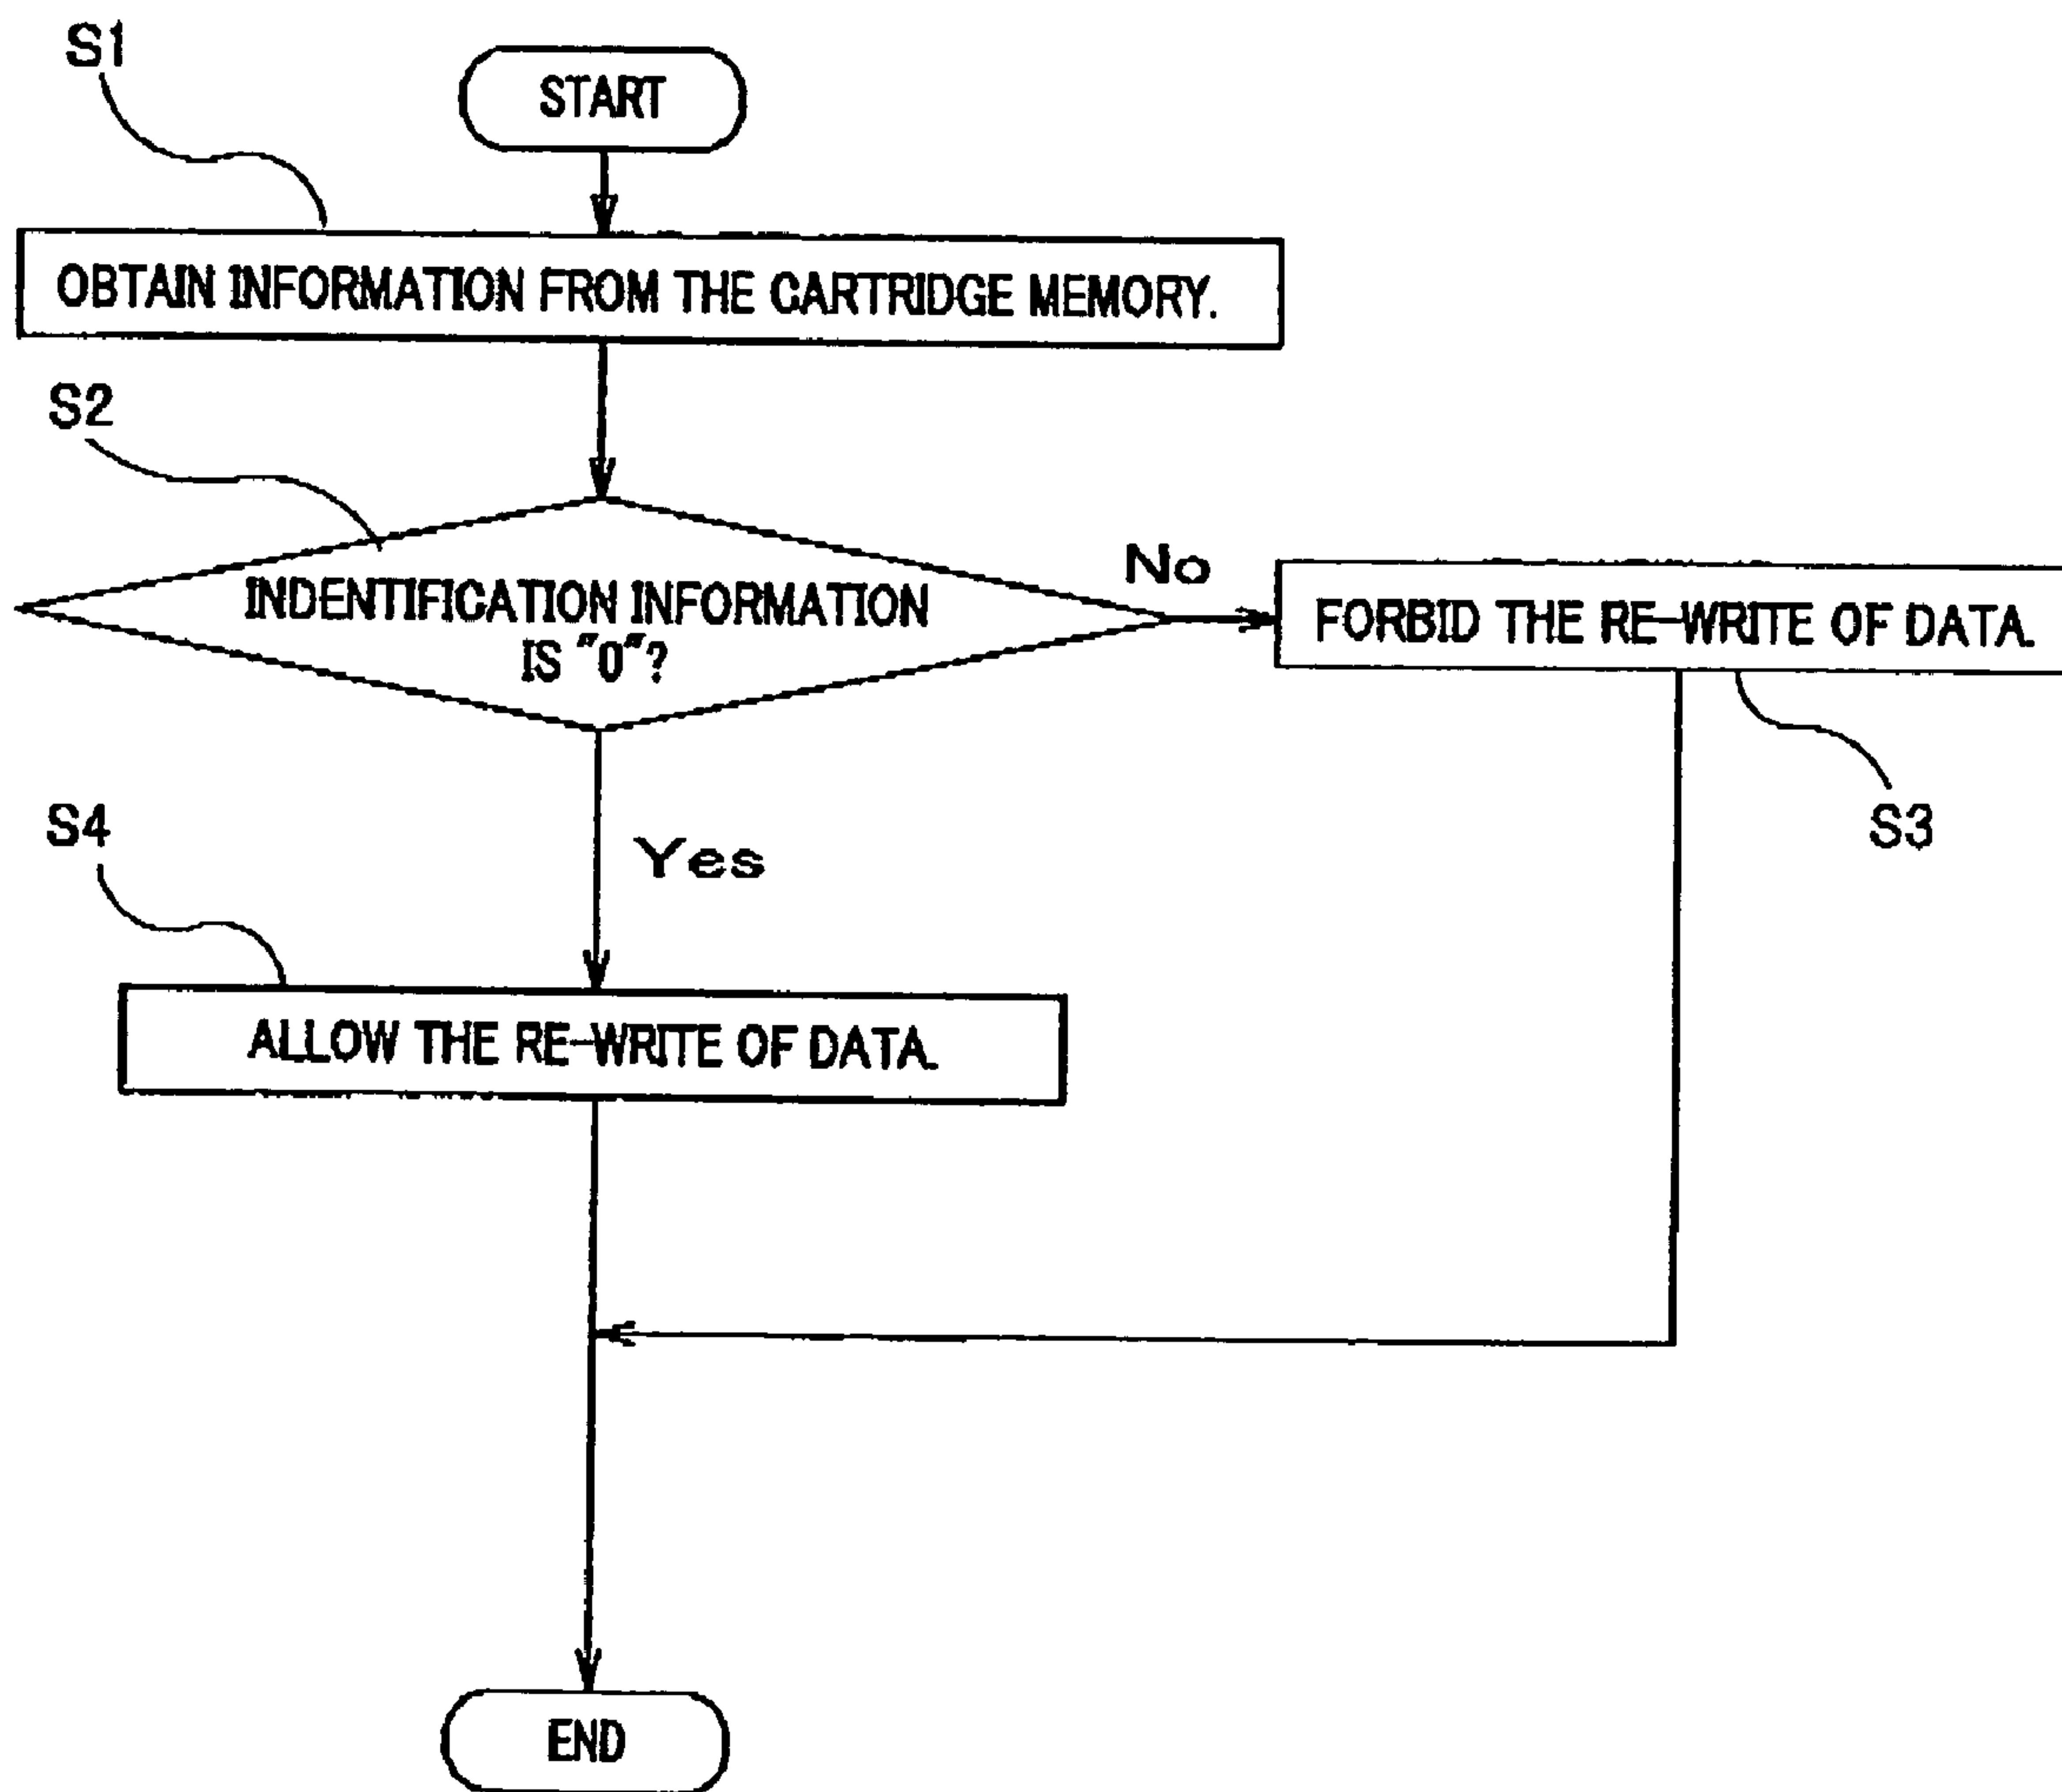 S1
START
OBTAIN INFORMATION FROM THE CARTRIDGE MEMORY.
S2
INDENTIFICATION INFORMATION
IS "0"?
No
FORBID THE RE-WRITE OF DATA.
S3
Yes
S4
ALLOW THE RE-WRITE OF DATA.
END